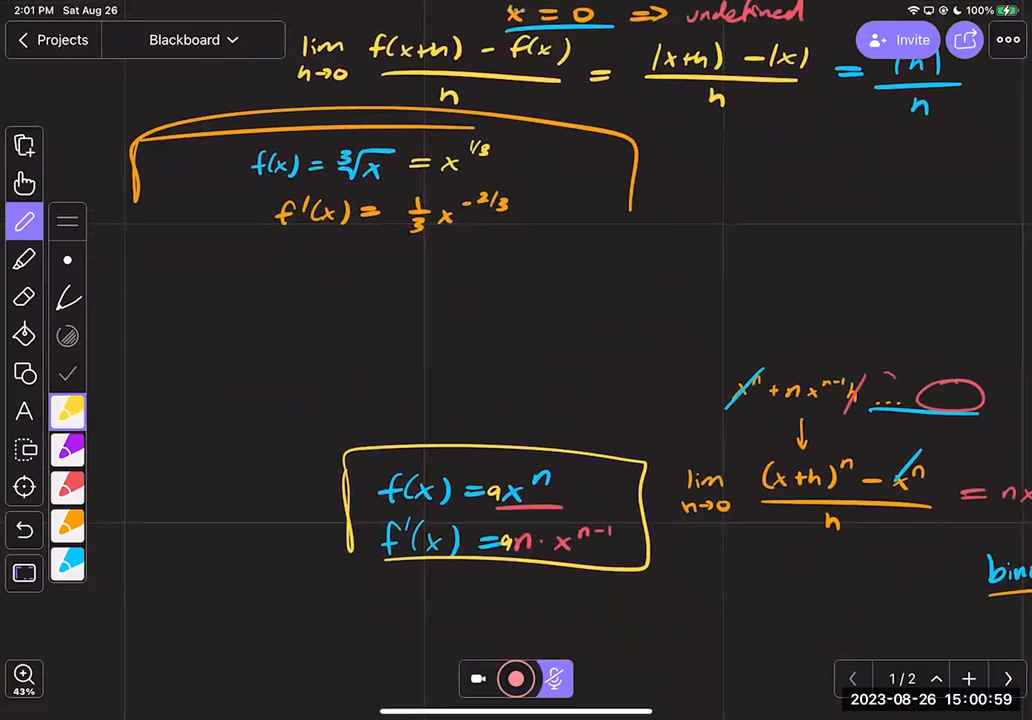 2:01 PM Sat Aug 26
100%
Projects
Blackboard
Invite
x = 0 ⇒ undefined
lim h→0 f(x+h) - f(x) / h = |x+h| - |x| / h = |h| / h
f(x) = ∛x = x^1/3
f'(x) = 1/3 x^-2/3
x^n + n x^n-1 h ...
f(x) = ax^n
f'(x) = an · x^n-1
lim h→0 (x+h)^n - x^n / h = nx
bin
A
43%
1 / 2
2023-08-26 15:00:59